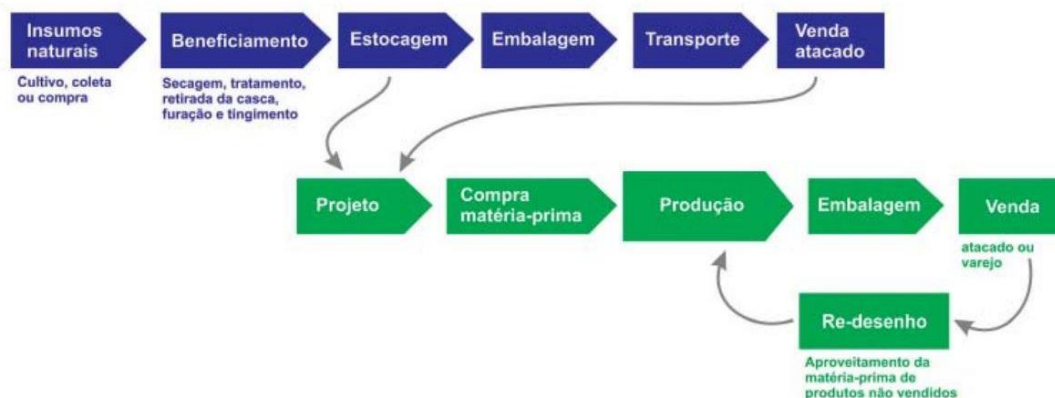 Insumos
naturais
Cultivo, coleta
ou compra
Beneficiamento
Secagem, tratamento,
retirada da casca,
furação e tingimento
Estocagem
Embalagem
Transporte
Venda
atacado
Projeto
Compra
matéria-prima
Produção
Embalagem
Venda
atacado ou
varejo
Re-desenho
Aproveitamento da
matéria-prima de
produtos não vendidos